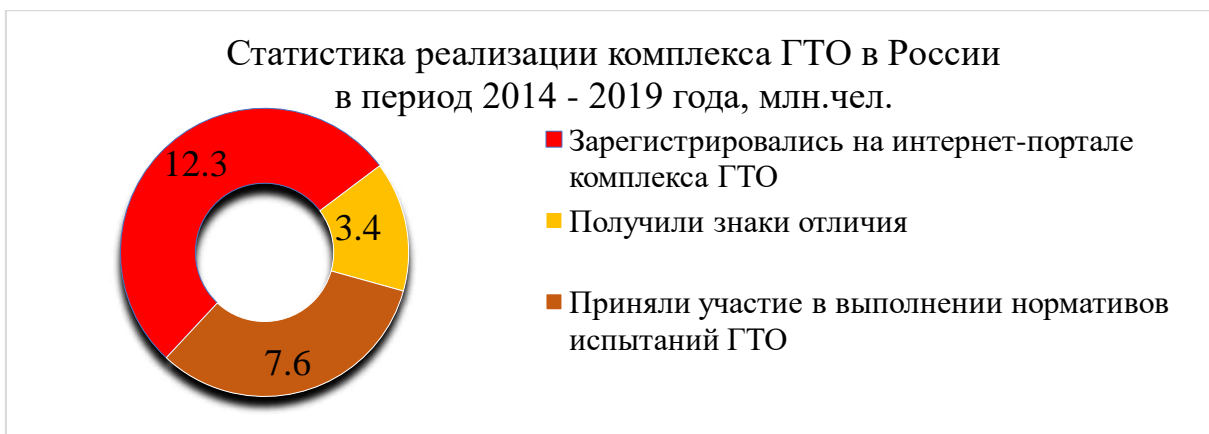 Статистика реализации комплекса ГТО в России
в период 2014 - 2019 года, млн.чел.
12.3
3.4
7.6
Зарегистрировались на интернет-портале
комплекса ГТО
Получили знаки отличия
Приняли участие в выполнении нормативов
испытаний ГТО